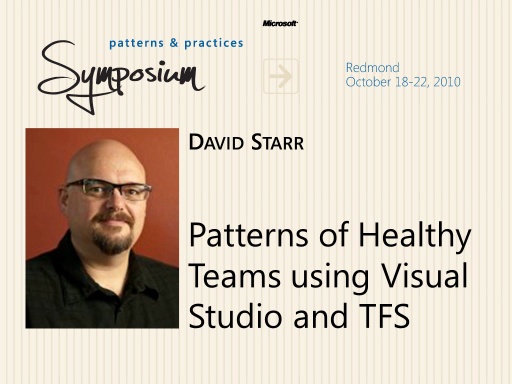 Microsoft
patterns & practices
Symposium
Redmond
October 18-22, 2010
DAVID STARR
Patterns of Healthy
Teams using Visual
Studio and TFS